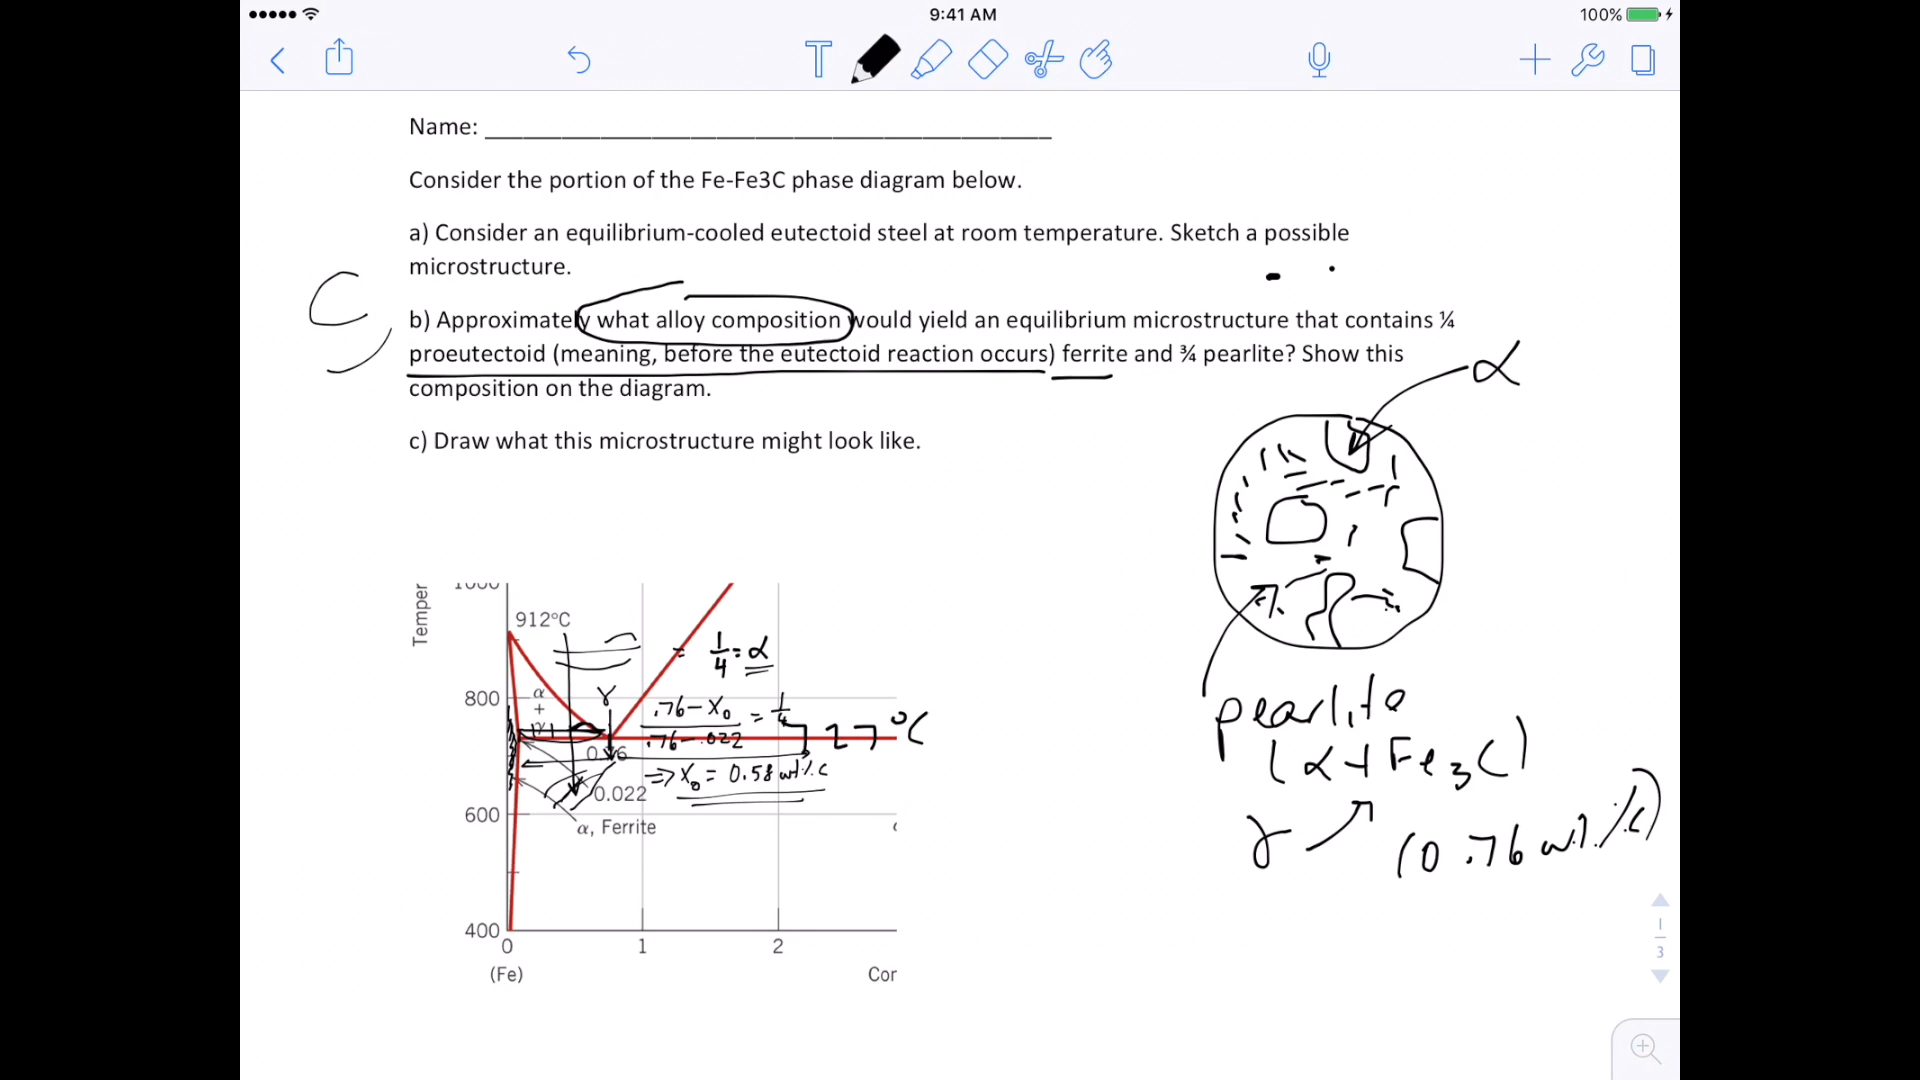 9:41 AM
100%
T
Name: ___
Consider the portion of the Fe-Fe3C phase diagram below.
a) Consider an equilibrium-cooled eutectoid steel at room temperature. Sketch a possible
microstructure.
b) Approximately what alloy composition would yield an equilibrium microstructure that contains ¼
proeutectoid (meaning, before the eutectoid reaction occurs) ferrite and ¾ pearlite? Show this
composition on the diagram.
c) Draw what this microstructure might look like.
α
Temper
1000
912°C
= 1/4 = α
800
α
+
γ
γ
.76 - X₀ / .76 - .022 = 1/4
727°C
0.76
⇒ X₀ = 0.58 wt% C
0.022
600
α, Ferrite
400
0
1
2
(Fe)
Cor
pearlite
(α + Fe₃C)
γ
(0.76 wt.% C)
1
3